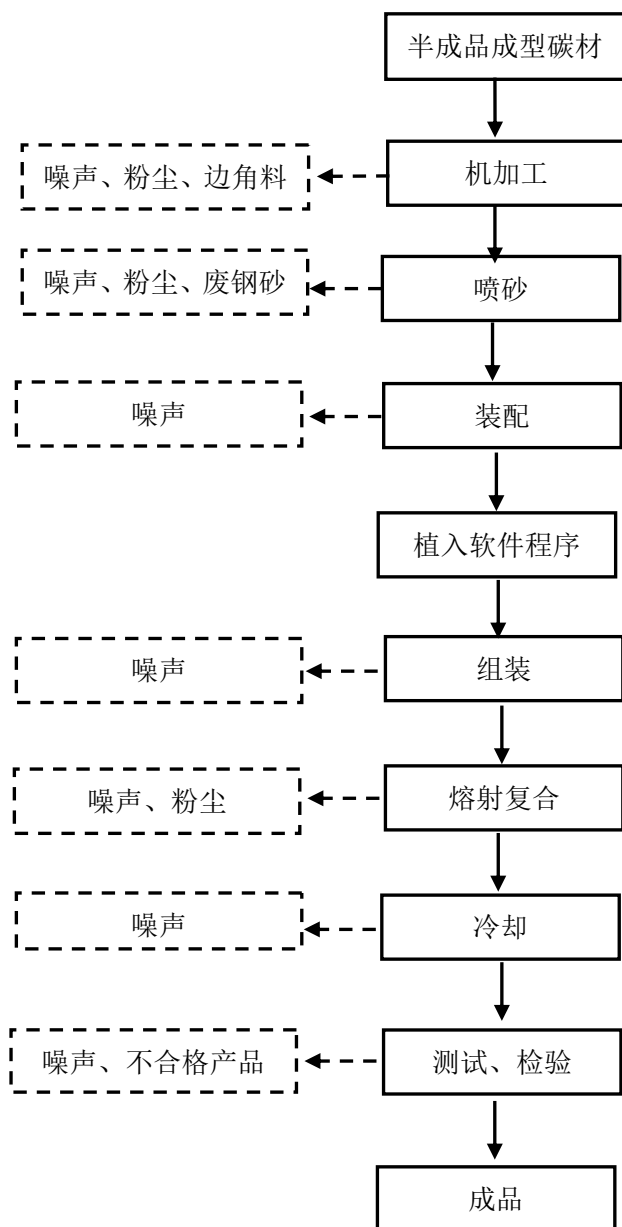 半成品成型碳材
噪声、粉尘、边角料
机加工
噪声、粉尘、废钢砂
喷砂
噪声
装配
植入软件程序
噪声
组装
噪声、粉尘
熔射复合
噪声
冷却
噪声、不合格产品
测试、检验
成品